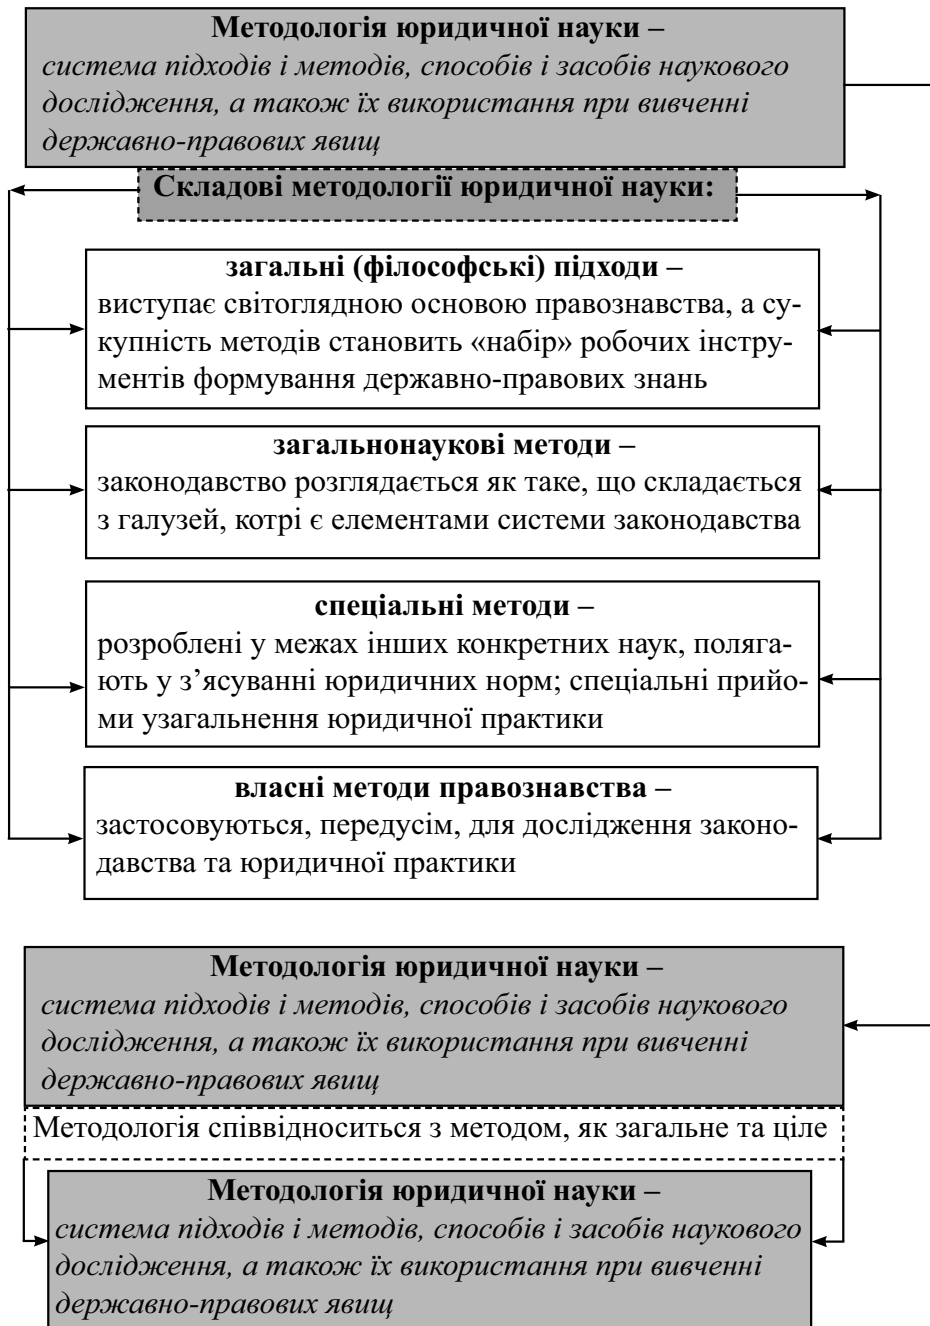 Методологія юридичної науки –
система підходів і методів, способів і засобів наукового
дослідження, а також їх використання при вивченні
державно-правових явищ
Складові методології юридичної науки:
загальні (філософські) підходи –
виступає світоглядною основою правознавства, а су-
купність методів становить «набір» робочих інстру-
ментів формування державно-правових знань
загальнонаукові методи –
законодавство розглядається як таке, що складається
з галузей, котрі є елементами системи законодавства
спеціальні методи –
розроблені у межах інших конкретних наук, поляга-
ють у з’ясуванні юридичних норм; спеціальні прийо-
ми узагальнення юридичної практики
власні методи правознавства –
застосовуються, передусім, для дослідження законо-
давства та юридичної практики
Методологія юридичної науки –
система підходів і методів, способів і засобів наукового
дослідження, а також їх використання при вивченні
державно-правових явищ
Методологія співвідноситься з методом, як загальне та ціле
Методологія юридичної науки –
система підходів і методів, способів і засобів наукового
дослідження, а також їх використання при вивченні
державно-правових явищ